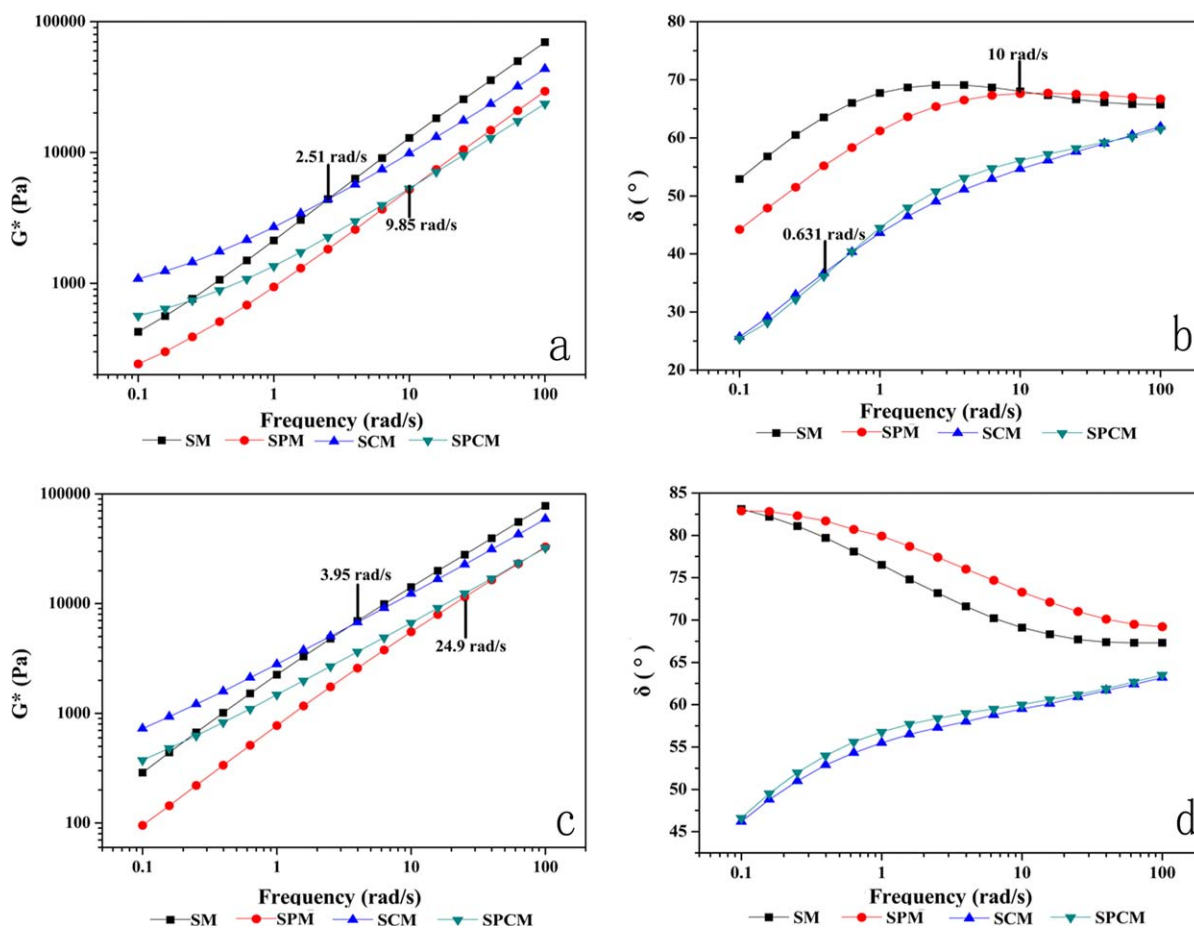 100000
10000
1000
G* (Pa)
2.51 rad/s
9.85 rad/s
a
0.1 1 10 100
Frequency (rad/s)
SM SPM SCM SPCM
80
70
60
50
40
30
20
δ ( ° )
10 rad/s
0.631 rad/s
b
0.1 1 10 100
Frequency (rad/s)
SM SPM SCM SPCM
100000
10000
1000
100
G* (Pa)
3.95 rad/s
24.9 rad/s
c
0.1 1 10 100
Frequency (rad/s)
SM SPM SCM SPCM
85
80
75
70
65
60
55
50
45
δ ( ° )
d
0.1 1 10 100
Frequency (rad/s)
SM SPM SCM SPCM